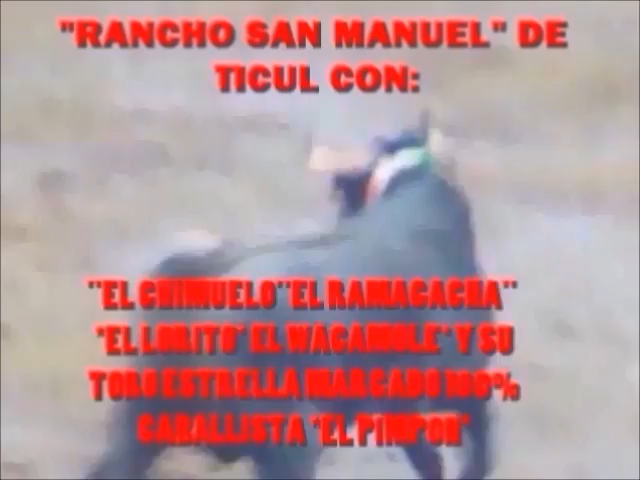 "RANCHO SAN MANUEL" DE
TICUL CON:
"EL CHIMUELO" EL RAMACACHA"
"EL LORITO" EL WACAMOLE" Y SU
TORO ESTRELLA MARCADO 100%
CABALLISTA "EL PIMPON"